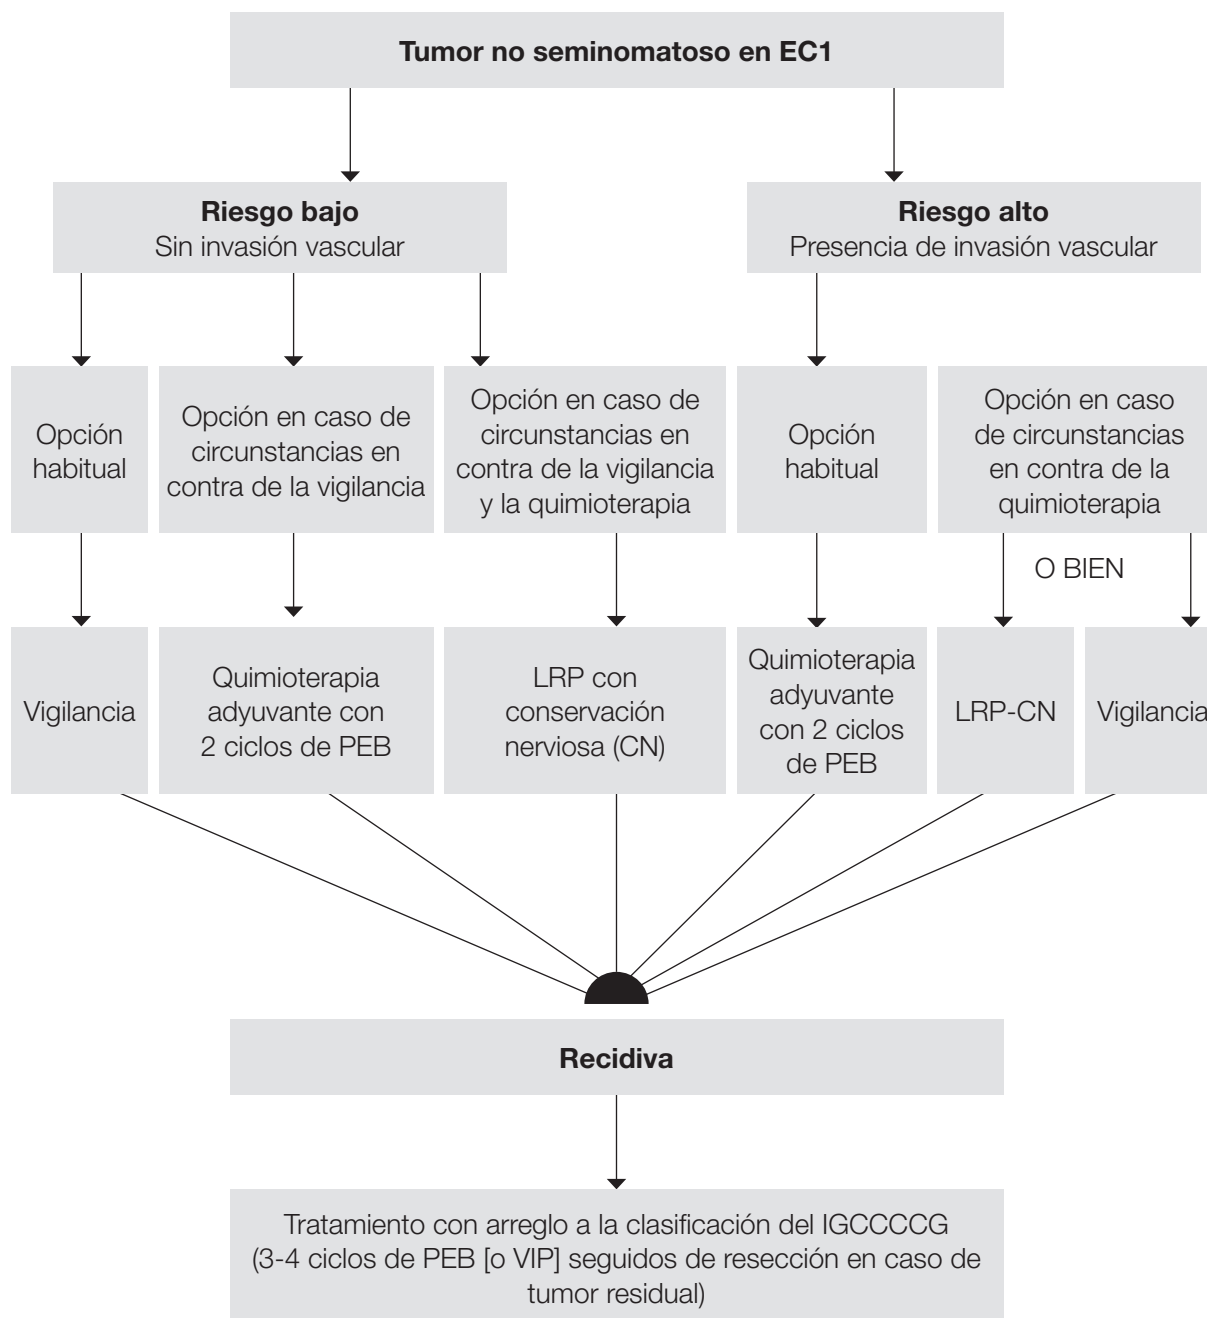 Tumor no seminomatoso en EC1
Riesgo bajo
Sin invasión vascular
Riesgo alto
Presencia de invasión vascular
Opción
habitual
Opción en caso de
circunstancias en
contra de la vigilancia
Opción en caso de
circunstancias en
contra de la vigilancia
y la quimioterapia
Opción
habitual
Opción en caso
de circunstancias
en contra de la
quimioterapia
O BIEN
Vigilancia
Quimioterapia
adyuvante con
2 ciclos de PEB
LRP con
conservación
nerviosa (CN)
Quimioterapia
adyuvante
con 2 ciclos
de PEB
LRP-CN
Vigilancia
Recidiva
Tratamiento con arreglo a la clasificación del IGCCCCG
(3-4 ciclos de PEB [o VIP] seguidos de resección en caso de
tumor residual)